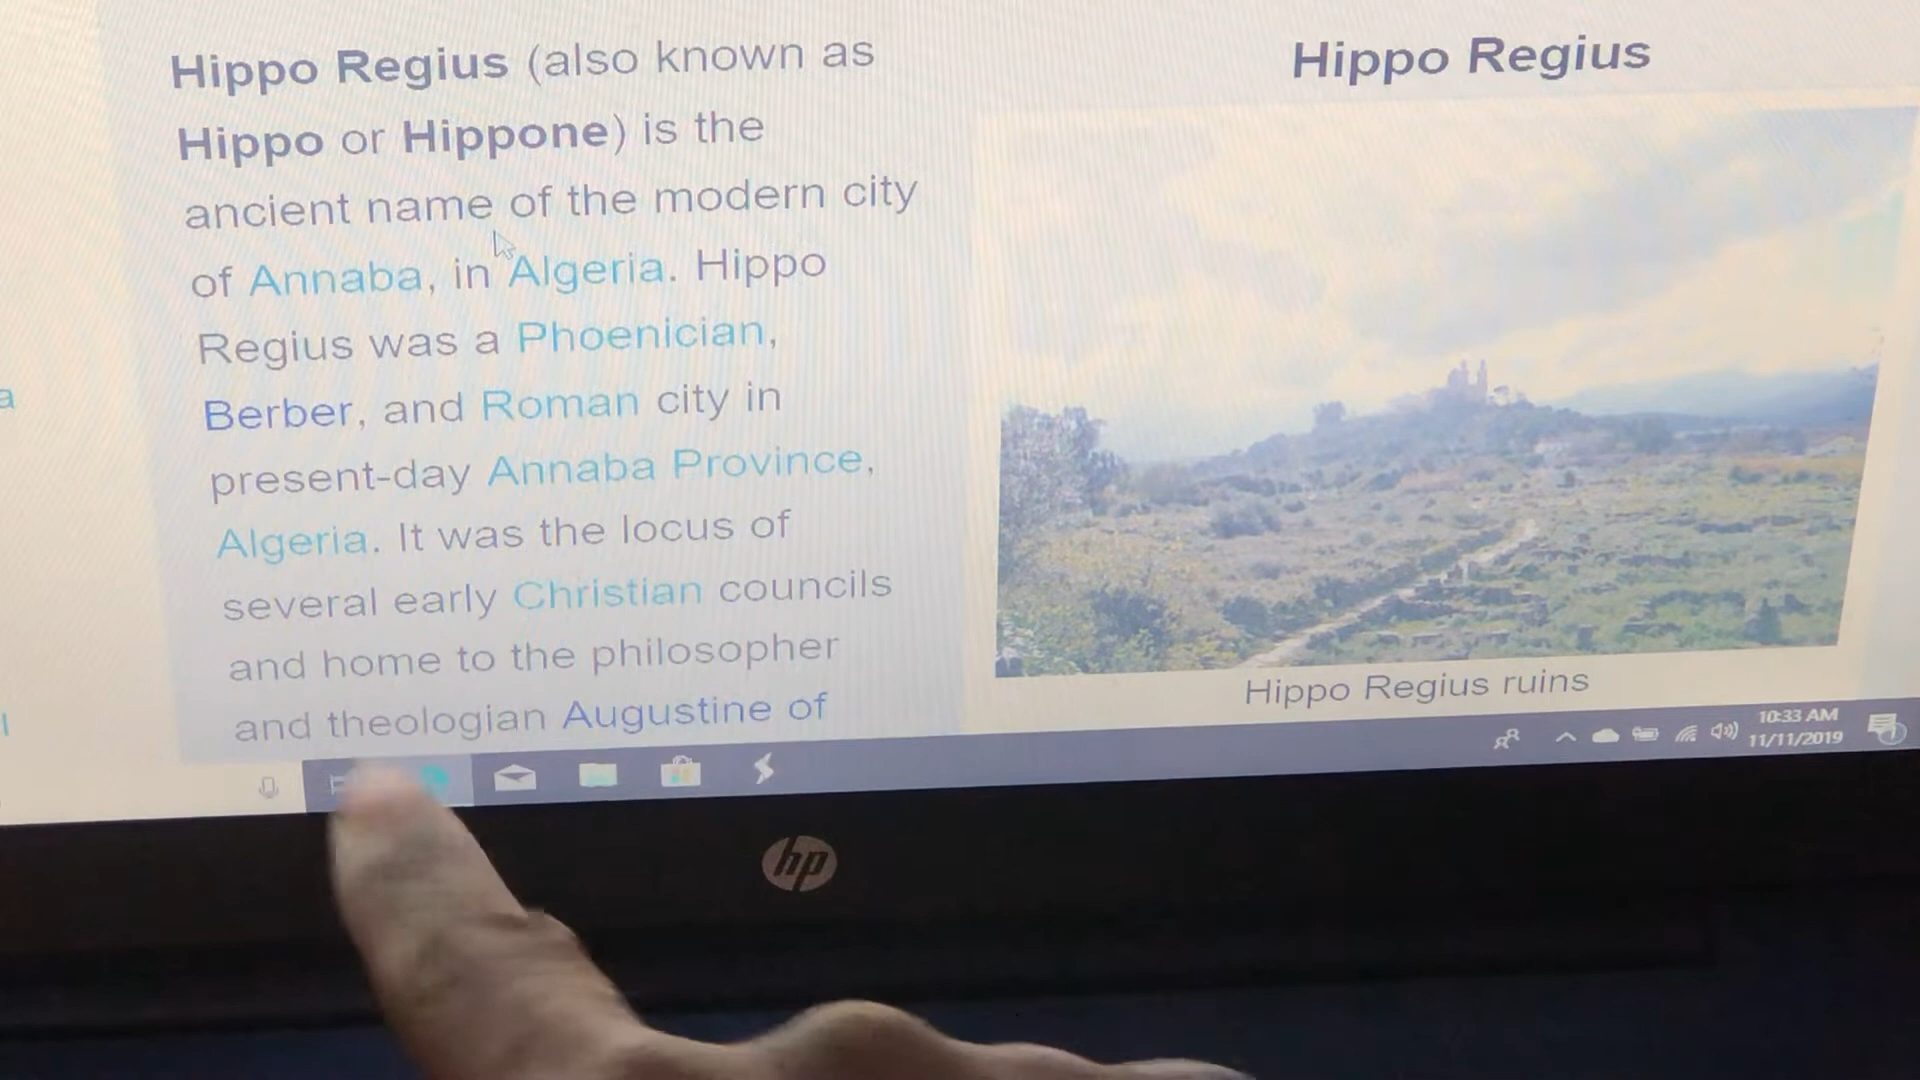 Hippo Regius (also known as
Hippo or Hippone) is the
ancient name of the modern city
of Annaba, in Algeria. Hippo
Regius was a Phoenician,
Berber, and Roman city in
present-day Annaba Province,
Algeria. It was the locus of
several early Christian councils
and home to the philosopher
and theologian Augustine of
Hippo Regius
Hippo Regius ruins
10:33 AM
11/11/2019
hp